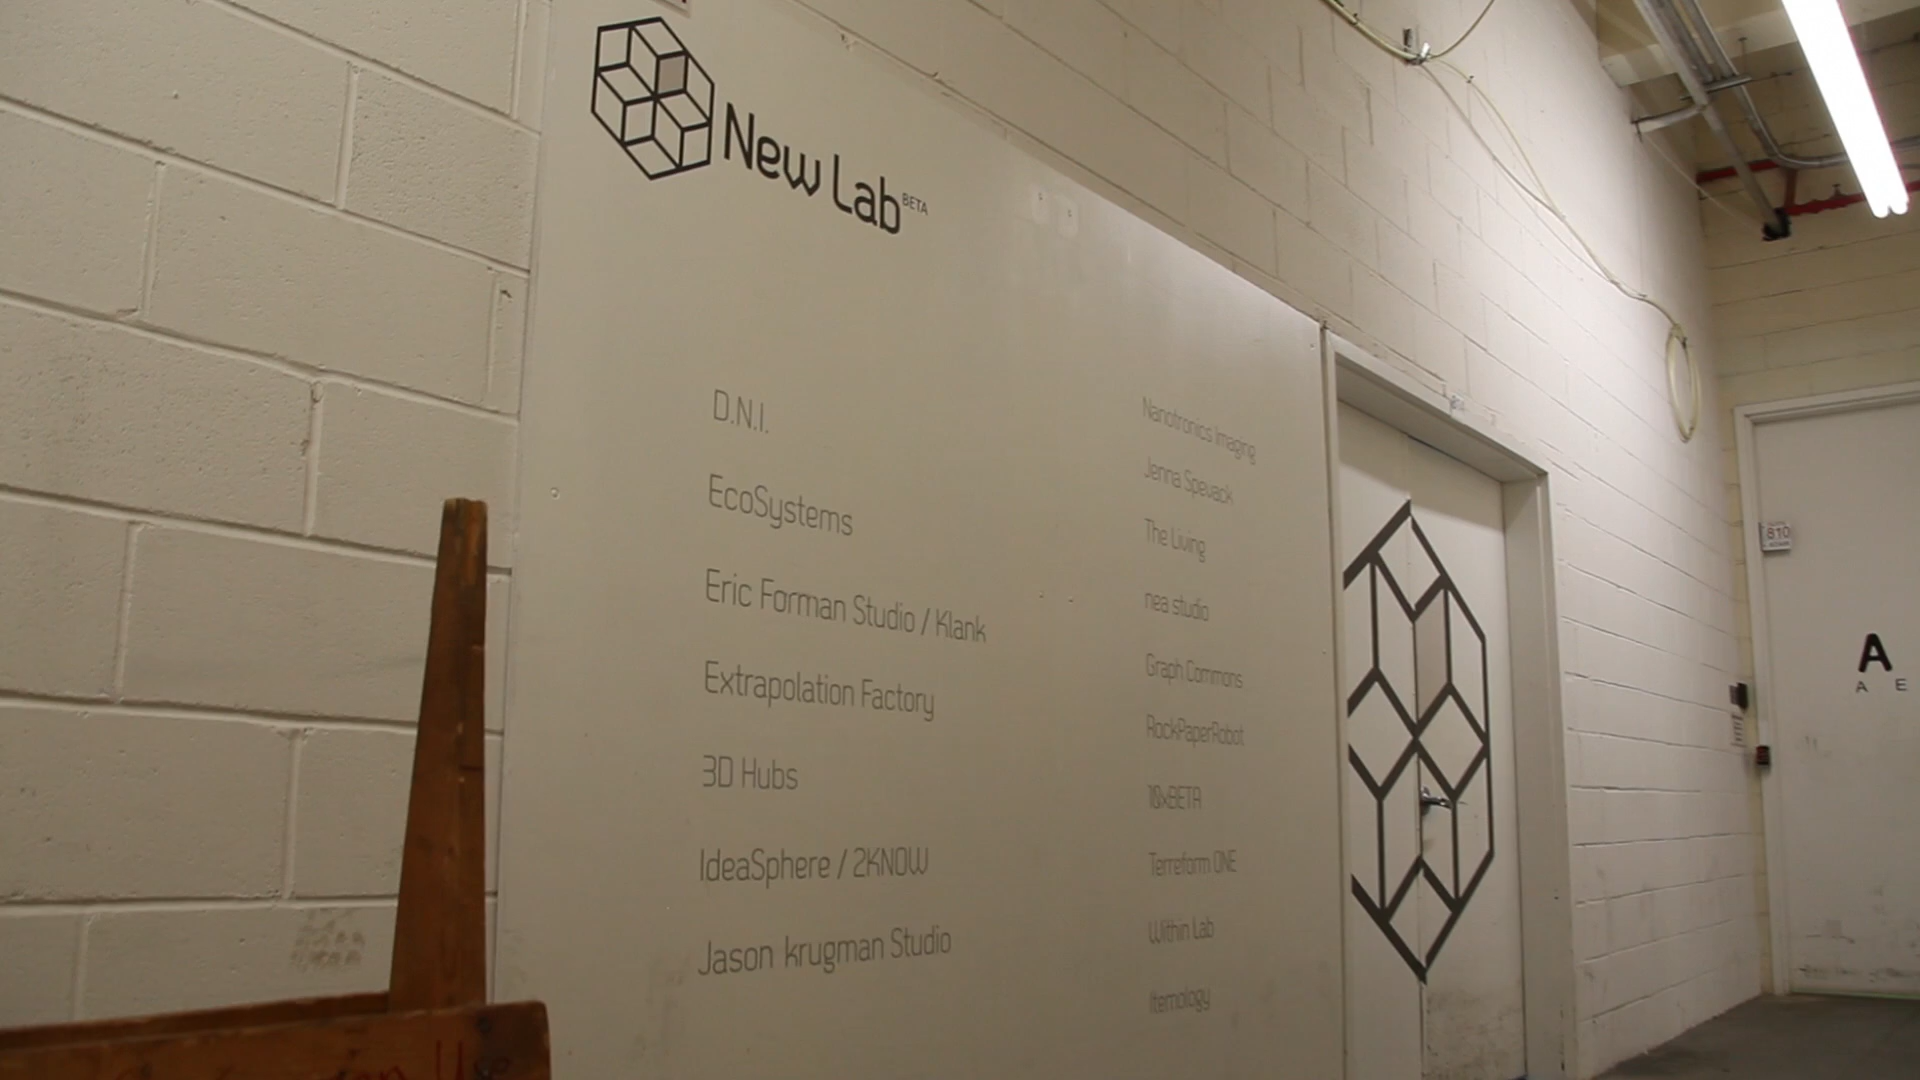 New Lab BETA
D.N.I.
EcoSystems
Eric Forman Studio / Klank
Extrapolation Factory
3D Hubs
IdeaSphere / 2KNOW
Jason krugman Studio
Nanotronics Imaging
Jenna Spevack
The Living
nea studio
Graph Commons
RockPaperRobot
10xBETA
Terreform ONE
Within Lab
Itemology
810
A
A E